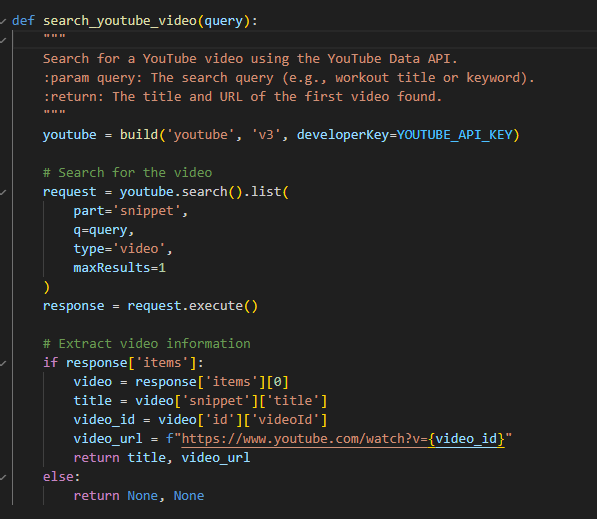 def search_youtube_video(query):
    """
    Search for a YouTube video using the YouTube Data API.
    :param query: The search query (e.g., workout title or keyword).
    :return: The title and URL of the first video found.
    """
    youtube = build('youtube', 'v3', developerKey=YOUTUBE_API_KEY)

    # Search for the video
    request = youtube.search().list(
        part='snippet',
        q=query,
        type='video',
        maxResults=1
    )
    response = request.execute()

    # Extract video information
    if response['items']:
        video = response['items'][0]
        title = video['snippet']['title']
        video_id = video['id']['videoId']
        video_url = f"https://www.youtube.com/watch?v={video_id}"
        return title, video_url
    else:
        return None, None